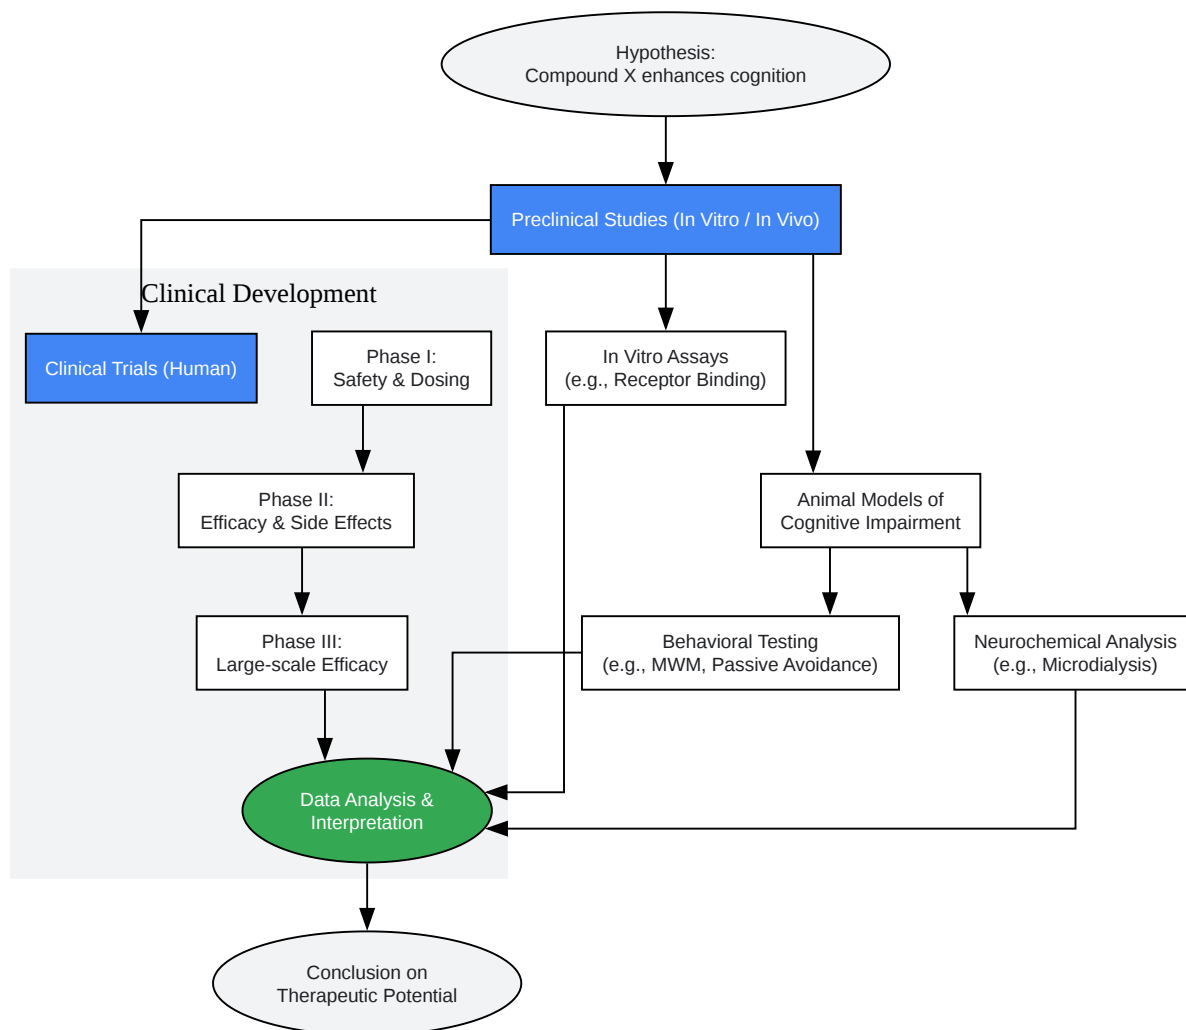 Hypothesis:
Compound X enhances cognition
Preclinical Studies (In Vitro / In Vivo)
Clinical Development
Clinical Trials (Human)
Phase I:
Safety & Dosing
In Vitro Assays
(e.g., Receptor Binding)
Phase II:
Efficacy & Side Effects
Animal Models of
Cognitive Impairment
Phase III:
Large-scale Efficacy
Behavioral Testing
(e.g., MWM, Passive Avoidance)
Neurochemical Analysis
(e.g., Microdialysis)
Data Analysis &
Interpretation
Conclusion on
Therapeutic Potential